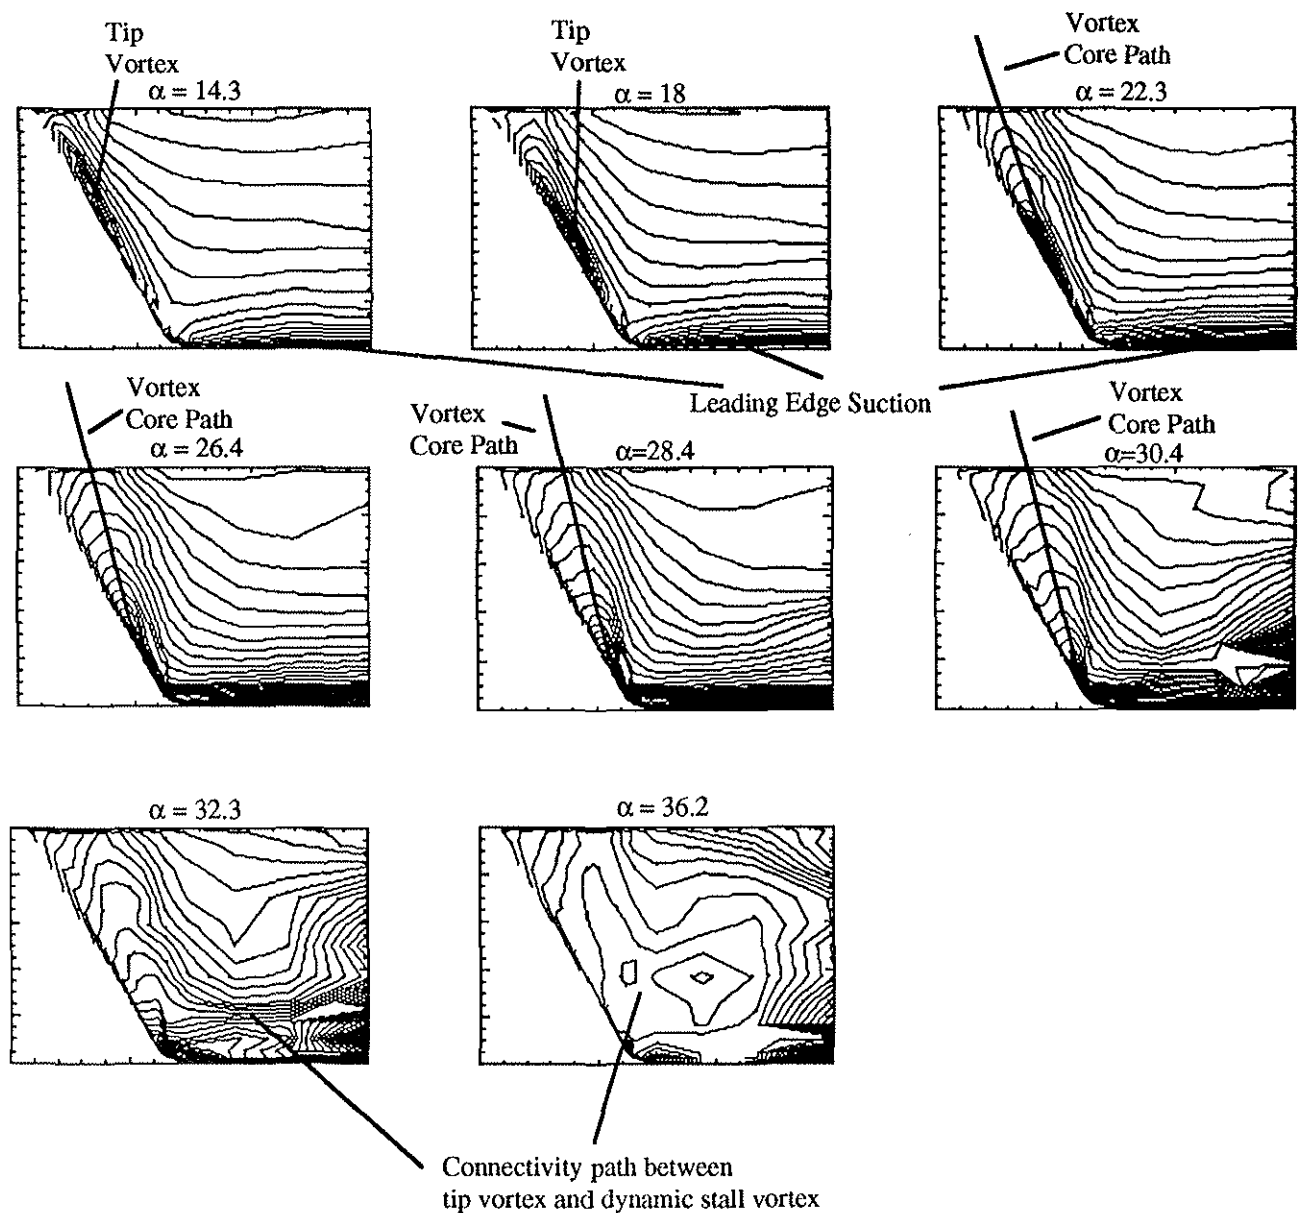 Tip
Vortex
α = 14.3
Tip
Vortex
α = 18
Vortex
Core Path
α = 22.3
Leading Edge Suction
Vortex
Core Path
α = 26.4
Vortex
Core Path
α=28.4
Vortex
Core Path
α=30.4
α = 32.3
α = 36.2
Connectivity path between
tip vortex and dynamic stall vortex